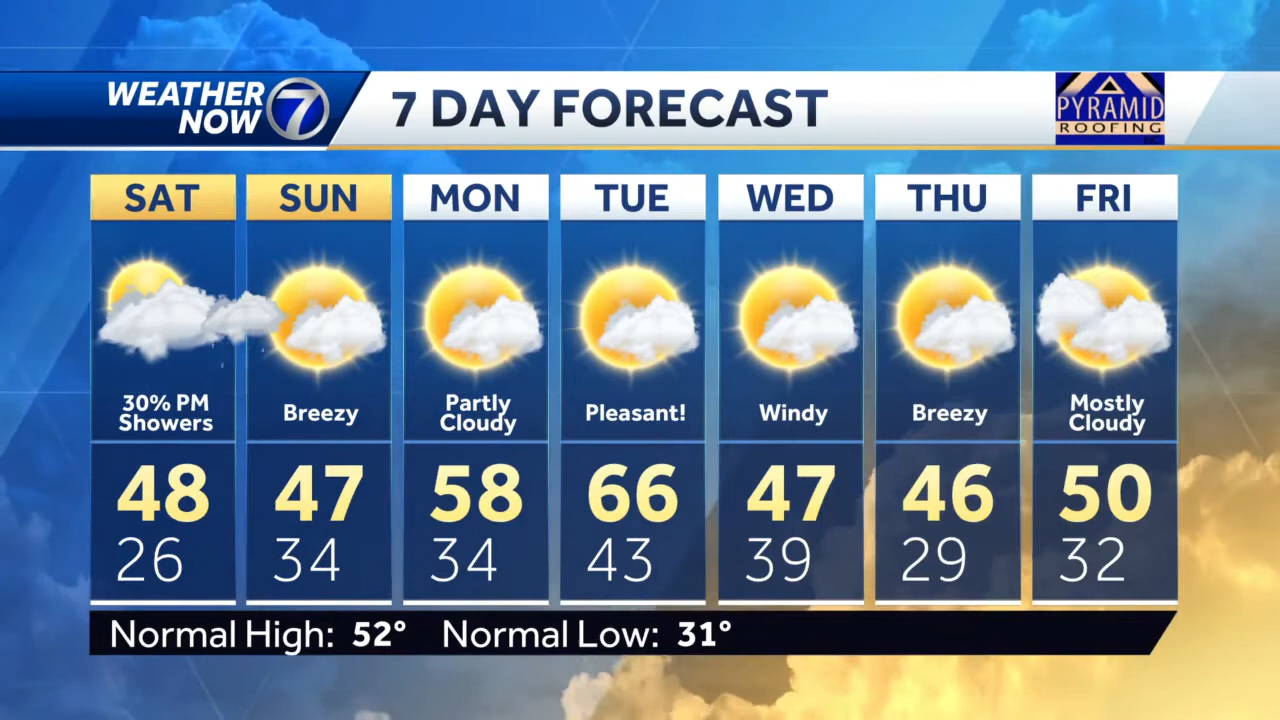 WEATHER
NOW 7
7 DAY FORECAST
PYRAMID
ROOFING
SAT SUN MON TUE WED THU FRI
30% PM
Showers
Breezy
Partly
Cloudy
Pleasant!
Windy
Breezy
Mostly
Cloudy
48 47 58 66 47 46 50
26 34 34 43 39 29 32
Normal High: 52° Normal Low: 31°